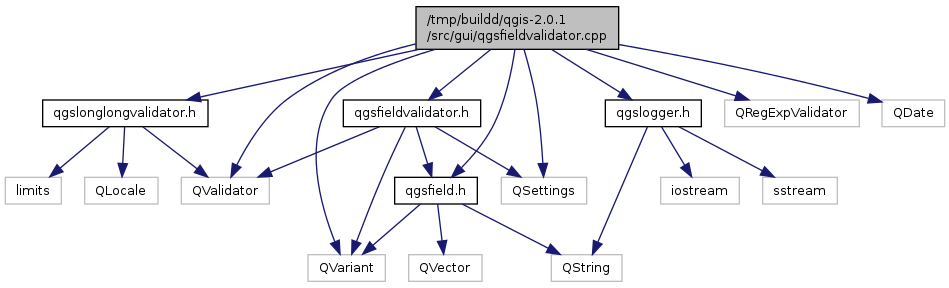 /tmp/buildd/qgis-2.0.1
/src/gui/qgsfieldvalidator.cpp
qgslonglongvalidator.h
qgsfieldvalidator.h
qgslogger.h
QRegExpValidator
QDate
limits
QLocale
QValidator
qgsfield.h
QSettings
iostream
sstream
QVariant
QVector
QString